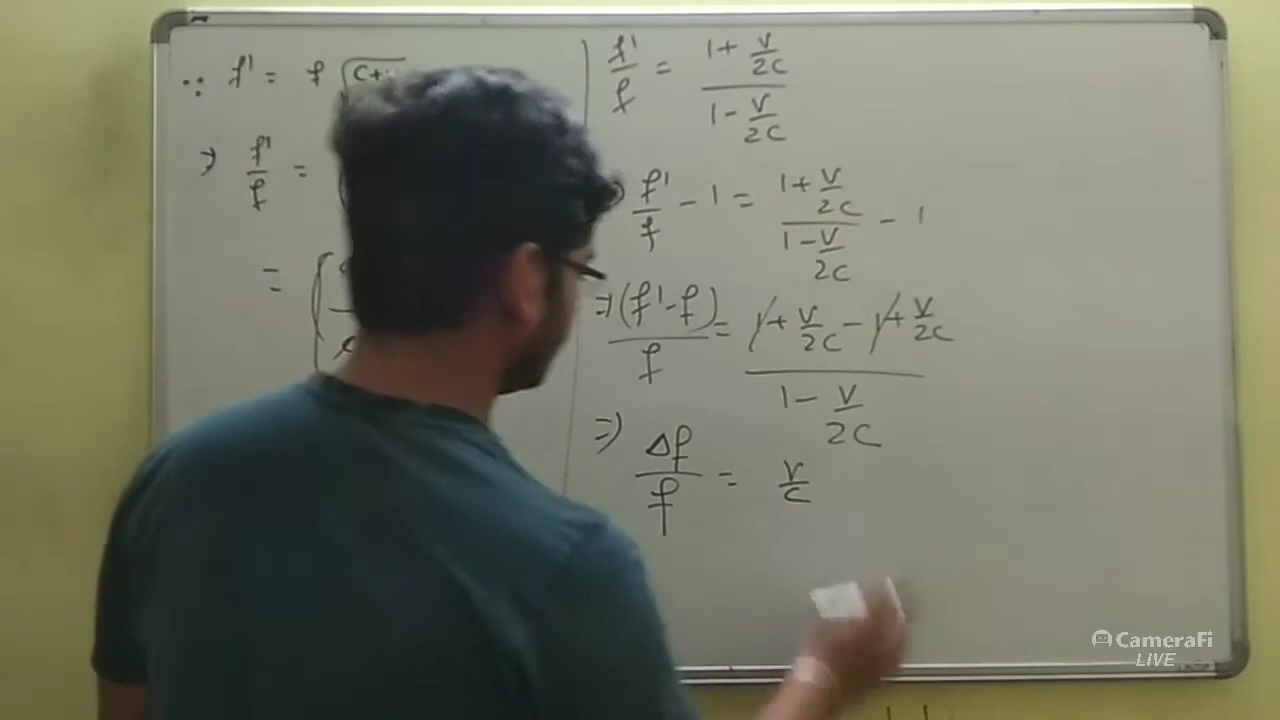 ∵ f' = f √(c+
⇒ f'/f =
= (
f'/f = (1 + v/2c)/(1 - v/2c)
f'/f - 1 = (1 + v/2c)/(1 - v/2c) - 1
⇒ (f' - f)/f = (1 + v/2c - 1 + v/2c)/(1 - v/2c)
⇒ Δf/f = v/c
CameraFi
LIVE